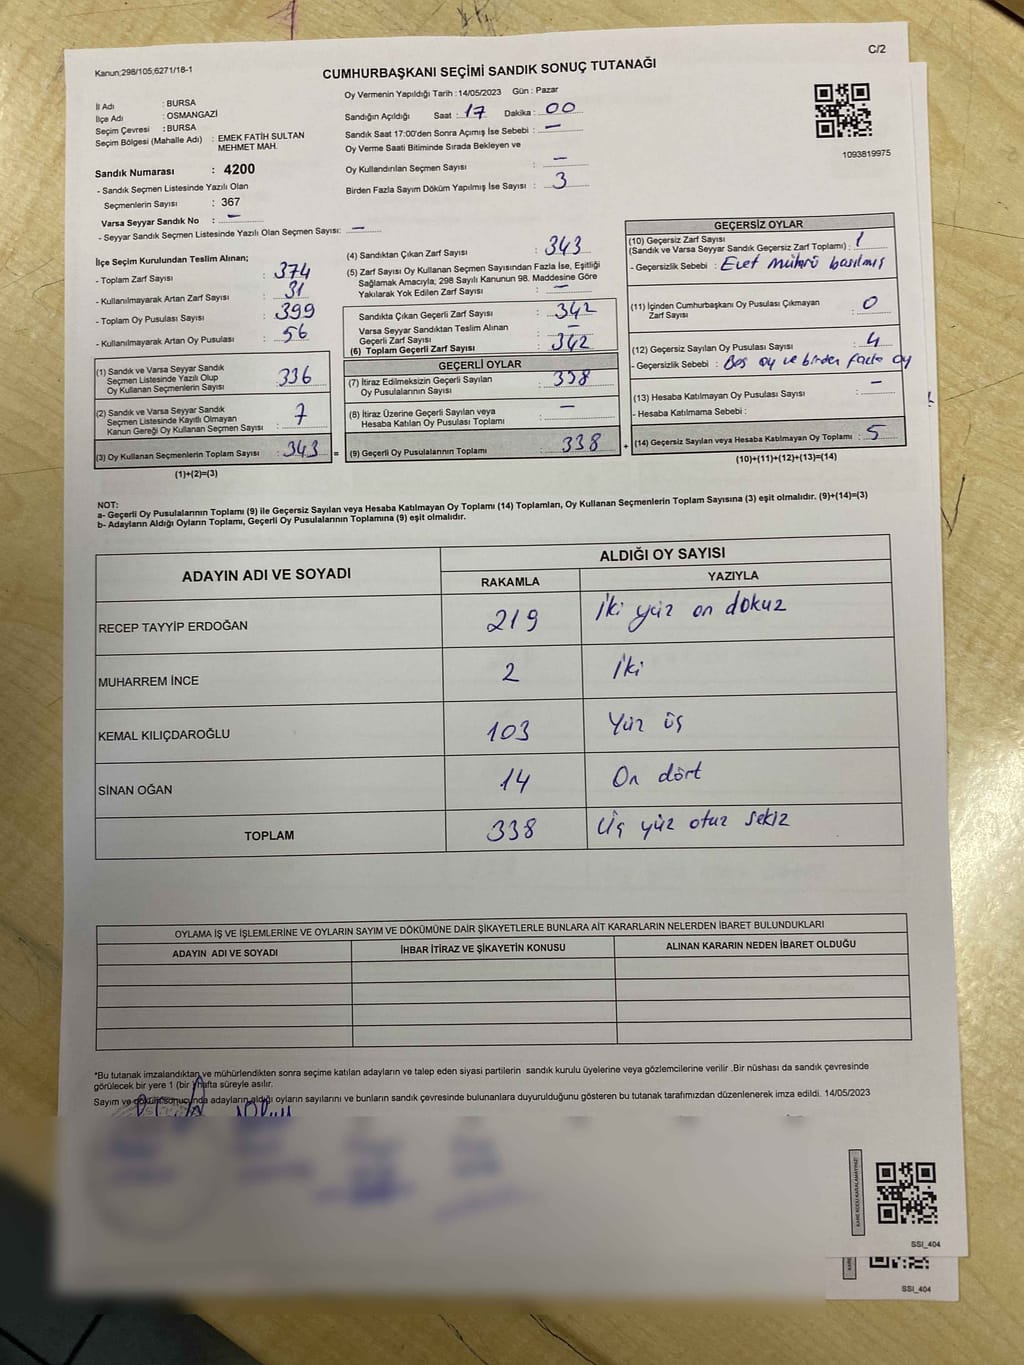 C/2
Kanun;298/105;6271/18-1
CUMHURBAŞKANI SEÇİMİ SANDIK SONUÇ TUTANAĞI
İl Adı : BURSA
İlçe Adı : OSMANGAZİ
Seçim Çevresi : BURSA
Seçim Bölgesi (Mahalle Adı) : EMEK FATİH SULTAN
MEHMET MAH.
Sandık Numarası : 4200
- Sandık Seçmen Listesinde Yazılı Olan
Seçmenlerin Sayısı : 367
Varsa Seyyar Sandık No : –
- Seyyar Sandık Seçmen Listesinde Yazılı Olan Seçmen Sayısı: –
Oy Vermenin Yapıldığı Tarih : 14/05/2023 Gün : Pazar
Sandığın Açıldığı Saat : 17 Dakika : 00
Sandık Saat 17:00'den Sonra Açımış İse Sebebi : –
Oy Verme Saati Bitiminde Sırada Bekleyen ve
Oy Kullandırılan Seçmen Sayısı : –
Birden Fazla Sayım Döküm Yapılmış İse Sayısı : 3
1093819975
İlçe Seçim Kurulundan Teslim Alınan;
- Toplam Zarf Sayısı : 374
- Kullanılmayarak Artan Zarf Sayısı : 31
- Toplam Oy Pusulası Sayısı : 399
- Kullanılmayarak Artan Oy Pusulası : 56
(1) Sandık ve Varsa Seyyar Sandık
Seçmen Listesinde Yazılı Olup
Oy Kullanan Seçmenlerin Sayısı : 336
(2) Sandık ve Varsa Seyyar Sandık
Seçmen Listesinde Kayıtlı Olmayan
Kanun Gereği Oy Kullanan Seçmen Sayısı : 7
(3) Oy Kullanan Seçmenlerin Toplam Sayısı : 343 =
(1)+(2)=(3)
(4) Sandıktan Çıkan Zarf Sayısı : 343
(5) Zarf Sayısı Oy Kullanan Seçmen Sayısından Fazla İse, Eşitliği
Sağlamak Amacıyla; 298 Sayılı Kanunun 98. Maddesine Göre
Yakılarak Yok Edilen Zarf Sayısı : –
Sandıkta Çıkan Geçerli Zarf Sayısı : 342
Varsa Seyyar Sandıktan Teslim Alınan
Geçerli Zarf Sayısı : –
(6) Toplam Geçerli Zarf Sayısı : 342
GEÇERLİ OYLAR
(7) İtiraz Edilmeksizin Geçerli Sayılan
Oy Pusulalarının Sayısı : 338
(8) İtiraz Üzerine Geçerli Sayılan veya
Hesaba Katılan Oy Pusulası Toplamı : –
(9) Geçerli Oy Pusulalarının Toplamı : 338 +
GEÇERSİZ OYLAR
(10) Geçersiz Zarf Sayısı
(Sandık ve Varsa Seyyar Sandık Geçersiz Zarf Toplamı) : 1
- Geçersizlik Sebebi : Evet mührü basılmış
(11) İçinden Cumhurbaşkanı Oy Pusulası Çıkmayan
Zarf Sayısı : 0
(12) Geçersiz Sayılan Oy Pusulası Sayısı : 4
- Geçersizlik Sebebi : Boş oy ve birden fazla oy
(13) Hesaba Katılmayan Oy Pusulası Sayısı : –
- Hesaba Katılmama Sebebi :
(14) Geçersiz Sayılan veya Hesaba Katılmayan Oy Toplamı : 5
(10)+(11)+(12)+(13)=(14)
NOT:
a- Geçerli Oy Pusulalarının Toplamı (9) ile Geçersiz Sayılan veya Hesaba Katılmayan Oy Toplamı (14) Toplamları, Oy Kullanan Seçmenlerin Toplam Sayısına (3) eşit olmalıdır. (9)+(14)=(3)
b- Adayların Aldığı Oyların Toplamı, Geçerli Oy Pusulalarının Toplamına (9) eşit olmalıdır.
ADAYIN ADI VE SOYADI ALDIĞI OY SAYISI
RAKAMLA YAZIYLA
RECEP TAYYİP ERDOĞAN 219 İki yüz on dokuz
MUHARREM İNCE 2 İki
KEMAL KILIÇDAROĞLU 103 Yüz üç
SİNAN OĞAN 14 On dört
TOPLAM 338 Üç yüz otuz sekiz
OYLAMA İŞ VE İŞLEMLERİNE VE OYLARIN SAYIM VE DÖKÜMÜNE DAİR ŞİKAYETLERLE BUNLARA AİT KARARLARIN NELERDEN İBARET BULUNDUKLARI
ADAYIN ADI VE SOYADI İHBAR İTİRAZ VE ŞİKAYETİN KONUSU ALINAN KARARIN NEDEN İBARET OLDUĞU
*Bu tutanak imzalandıktan ve mühürlendikten sonra seçime katılan adayların ve talep eden siyasi partilerin sandık kurulu üyelerine veya gözlemcilerine verilir .Bir nüshası da sandık çevresinde
görülecek bir yere 1 (bir) hafta süreyle asılır.
Sayım ve dökülüm sonucunda adayların aldığı oyların sayılarını ve bunların sandık çevresinde bulunanlara duyurulduğunu gösteren bu tutanak tarafımızdan düzenlenerek imza edildi. 14/05/2023
KARE KODU KARALAMAYINIZ!
SSI_404
KARE
SSI_404